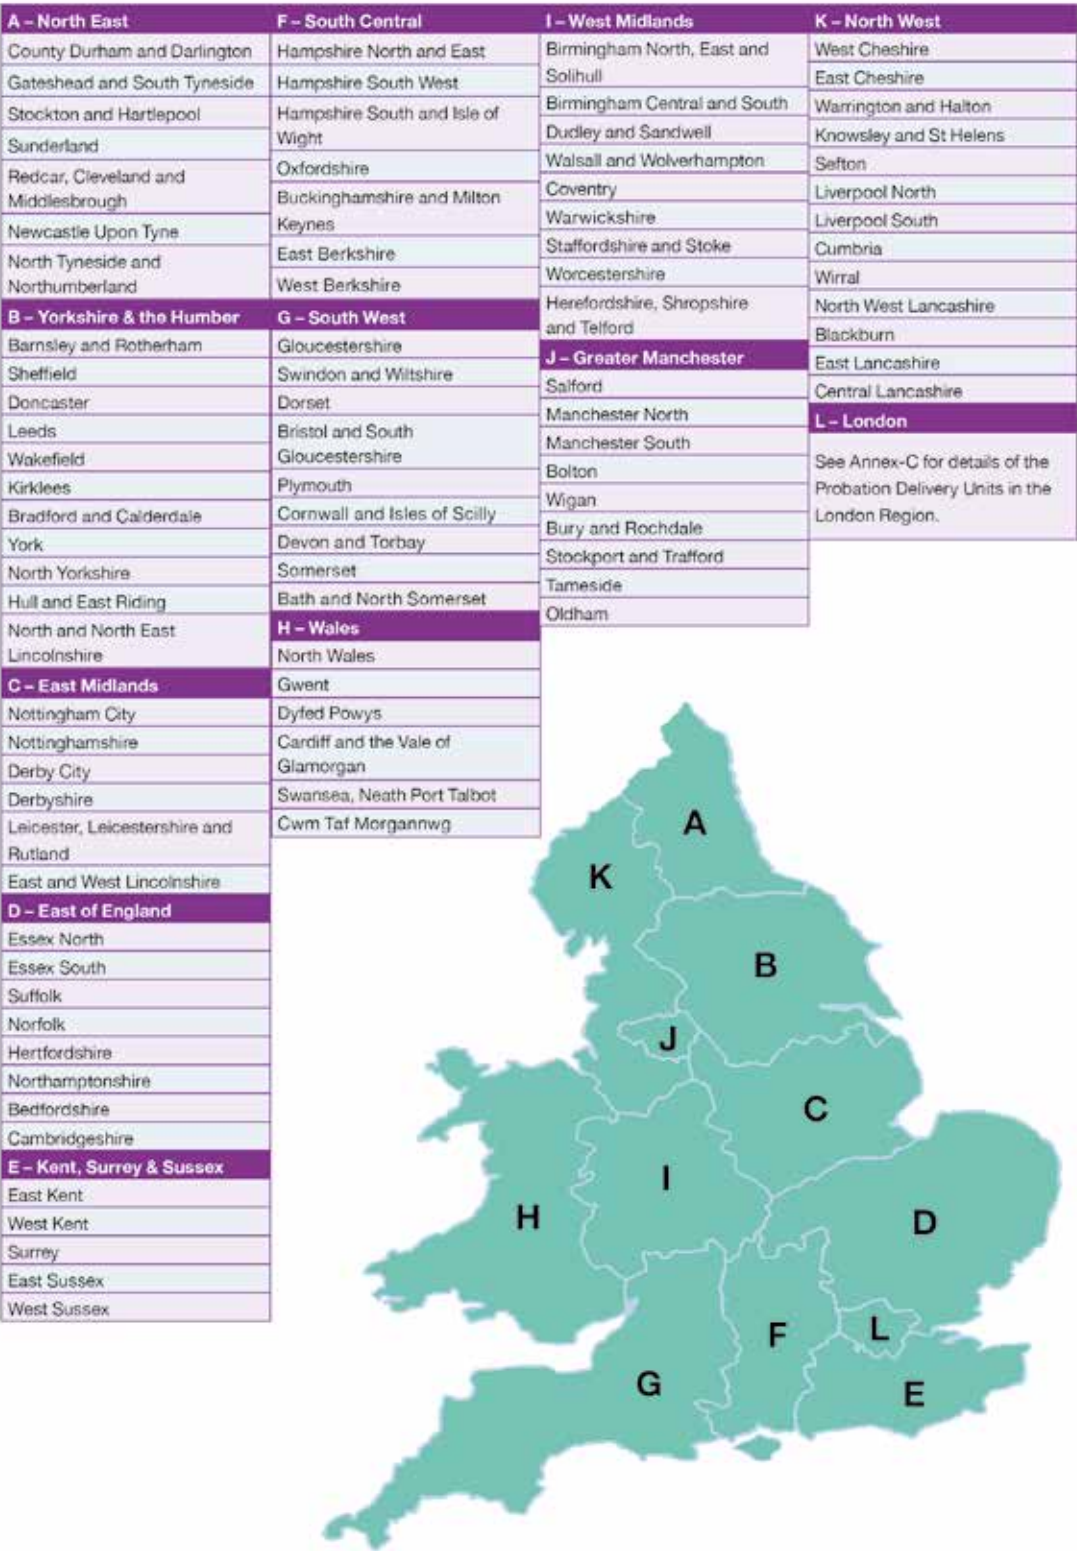 A – North East
County Durham and Darlington
Gateshead and South Tyneside
Stockton and Hartlepool
Sunderland
Redcar, Cleveland and
Middlesbrough
Newcastle Upon Tyne
North Tyneside and
Northumberland
B – Yorkshire & the Humber
Barnsley and Rotherham
Sheffield
Doncaster
Leeds
Wakefield
Kirklees
Bradford and Calderdale
York
North Yorkshire
Hull and East Riding
North and North East
Lincolnshire
C – East Midlands
Nottingham City
Nottinghamshire
Derby City
Derbyshire
Leicester, Leicestershire and
Rutland
East and West Lincolnshire
D – East of England
Essex North
Essex South
Suffolk
Norfolk
Hertfordshire
Northamptonshire
Bedfordshire
Cambridgeshire
E – Kent, Surrey & Sussex
East Kent
West Kent
Surrey
East Sussex
West Sussex
F – South Central
Hampshire North and East
Hampshire South West
Hampshire South and Isle of
Wight
Oxfordshire
Buckinghamshire and Milton
Keynes
East Berkshire
West Berkshire
G – South West
Gloucestershire
Swindon and Wiltshire
Dorset
Bristol and South
Gloucestershire
Plymouth
Cornwall and Isles of Scilly
Devon and Torbay
Somerset
Bath and North Somerset
H – Wales
North Wales
Gwent
Dyfed Powys
Cardiff and the Vale of
Glamorgan
Swansea, Neath Port Talbot
Cwm Taf Morgannwg
I – West Midlands
Birmingham North, East and
Solihull
Birmingham Central and South
Dudley and Sandwell
Walsall and Wolverhampton
Coventry
Warwickshire
Staffordshire and Stoke
Worcestershire
Herefordshire, Shropshire
and Telford
J – Greater Manchester
Salford
Manchester North
Manchester South
Bolton
Wigan
Bury and Rochdale
Stockport and Trafford
Tameside
Oldham
K – North West
West Cheshire
East Cheshire
Warrington and Halton
Knowsley and St Helens
Sefton
Liverpool North
Liverpool South
Cumbria
Wirral
North West Lancashire
Blackburn
East Lancashire
Central Lancashire
L – London
See Annex-C for details of the
Probation Delivery Units in the
London Region.
A
K
B
J
C
I
H
D
L
F
G
E